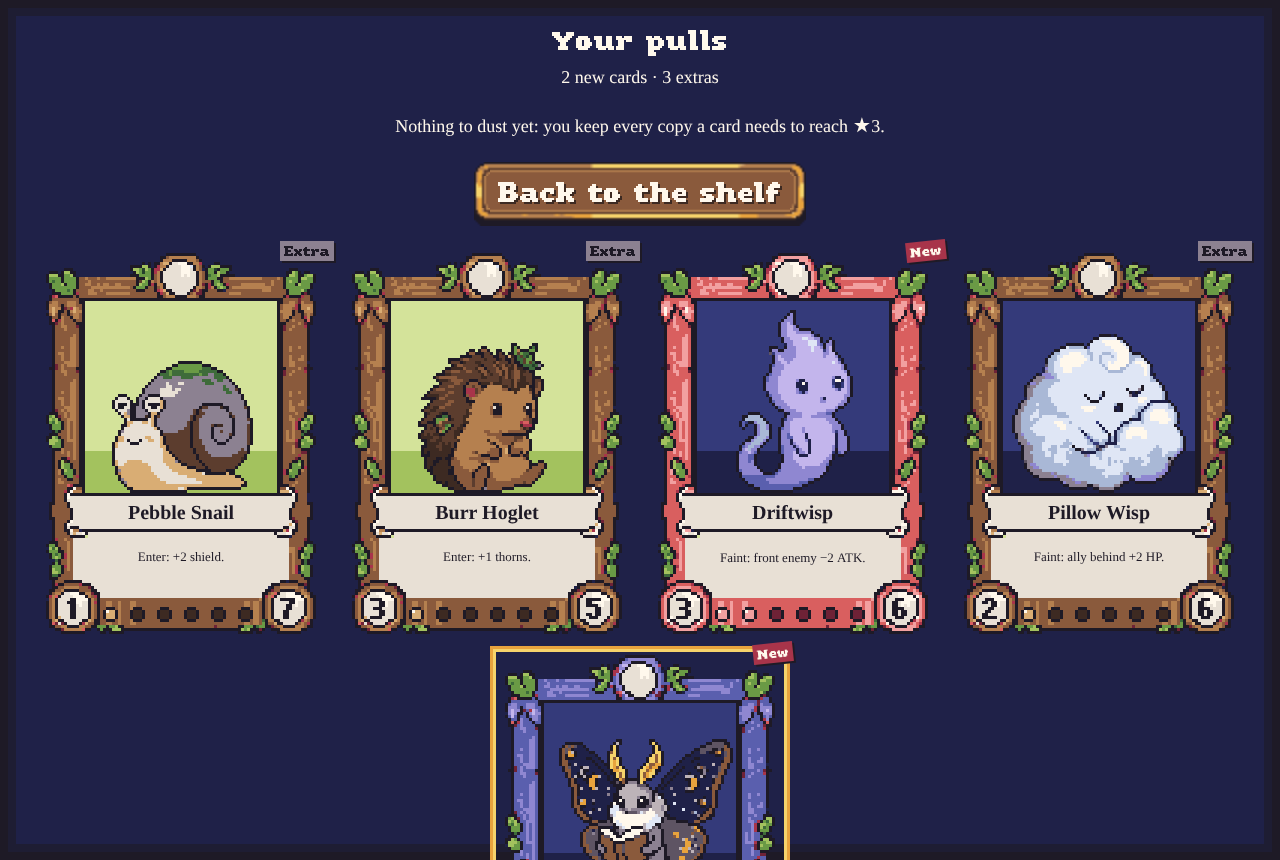 Your pulls
2 new cards · 3 extras
Nothing to dust yet: you keep every copy a card needs to reach ★3.
Back to the shelf
Extra
Extra
New
Extra
Pebble Snail
Burr Hoglet
Driftwisp
Pillow Wisp
Enter: +2 shield.
Enter: +1 thorns.
Faint: front enemy −2 ATK.
Faint: ally behind +2 HP.
1 7
3 5
3 6
2 6
New